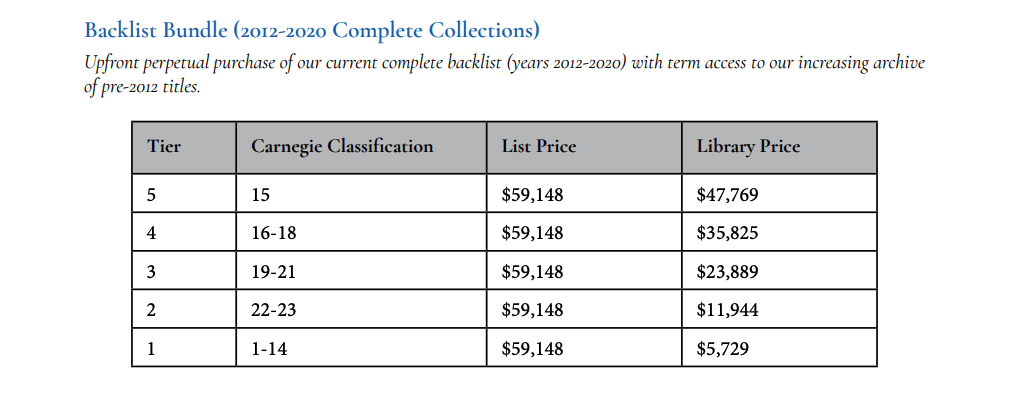 Backlist Bundle (2012-2020 Complete Collections)
Upfront perpetual purchase of our current complete backlist (years 2012-2020) with term access to our increasing archive
of pre-2012 titles.
Tier Carnegie Classification List Price Library Price
5 15 $59,148 $47,769
4 16-18 $59,148 $35,825
3 19-21 $59,148 $23,889
2 22-23 $59,148 $11,944
1 1-14 $59,148 $5,729